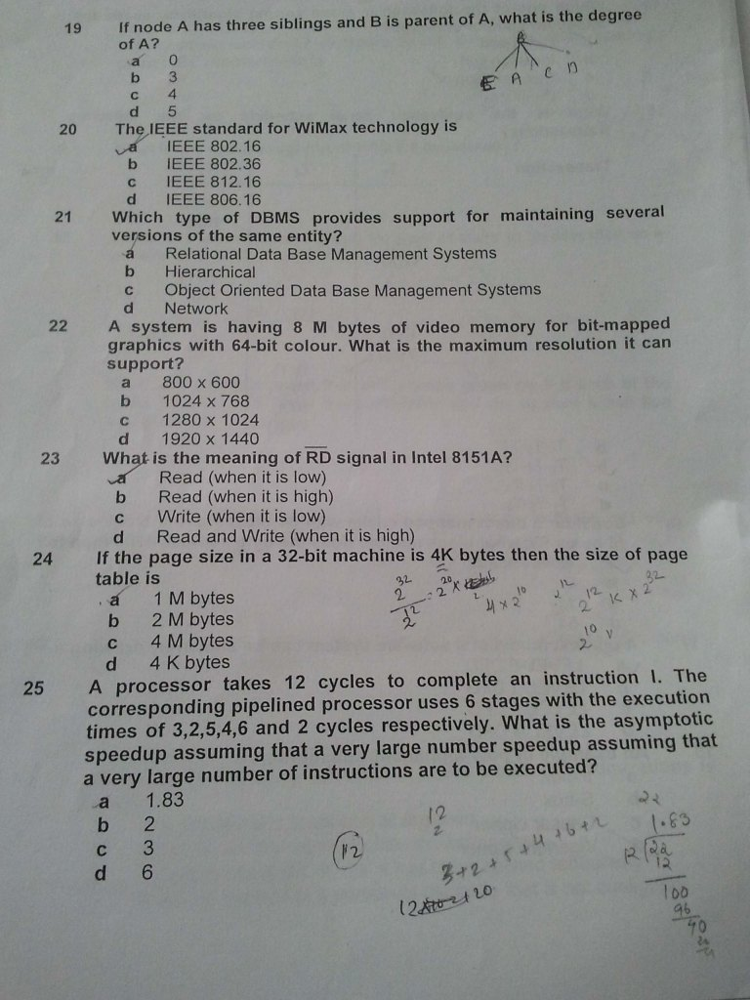 19 If node A has three siblings and B is parent of A, what is the degree
of A?
a 0
b 3
c 4
d 5
B
E A C D
20 The IEEE standard for WiMax technology is
a IEEE 802.16
b IEEE 802.36
c IEEE 812.16
d IEEE 806.16
21 Which type of DBMS provides support for maintaining several
versions of the same entity?
a Relational Data Base Management Systems
b Hierarchical
c Object Oriented Data Base Management Systems
d Network
22 A system is having 8 M bytes of video memory for bit-mapped
graphics with 64-bit colour. What is the maximum resolution it can
support?
a 800 x 600
b 1024 x 768
c 1280 x 1024
d 1920 x 1440
23 What is the meaning of R̅D̅ signal in Intel 8151A?
a Read (when it is low)
b Read (when it is high)
c Write (when it is low)
d Read and Write (when it is high)
24 If the page size in a 32-bit machine is 4K bytes then the size of page
table is
a 1 M bytes
b 2 M bytes
c 4 M bytes
d 4 K bytes
2^32 / 2^12 = 2^20 x
4 x 2^10
2^12
2^12 K x 2^32
2^10
25 A processor takes 12 cycles to complete an instruction I. The
corresponding pipelined processor uses 6 stages with the execution
times of 3,2,5,4,6 and 2 cycles respectively. What is the asymptotic
speedup assuming that a very large number speedup assuming that
a very large number of instructions are to be executed?
a 1.83
b 2
c 3
d 6
12
2
12
3+2+5+4+6+2
22
1.83
12 22
12
100
96
40